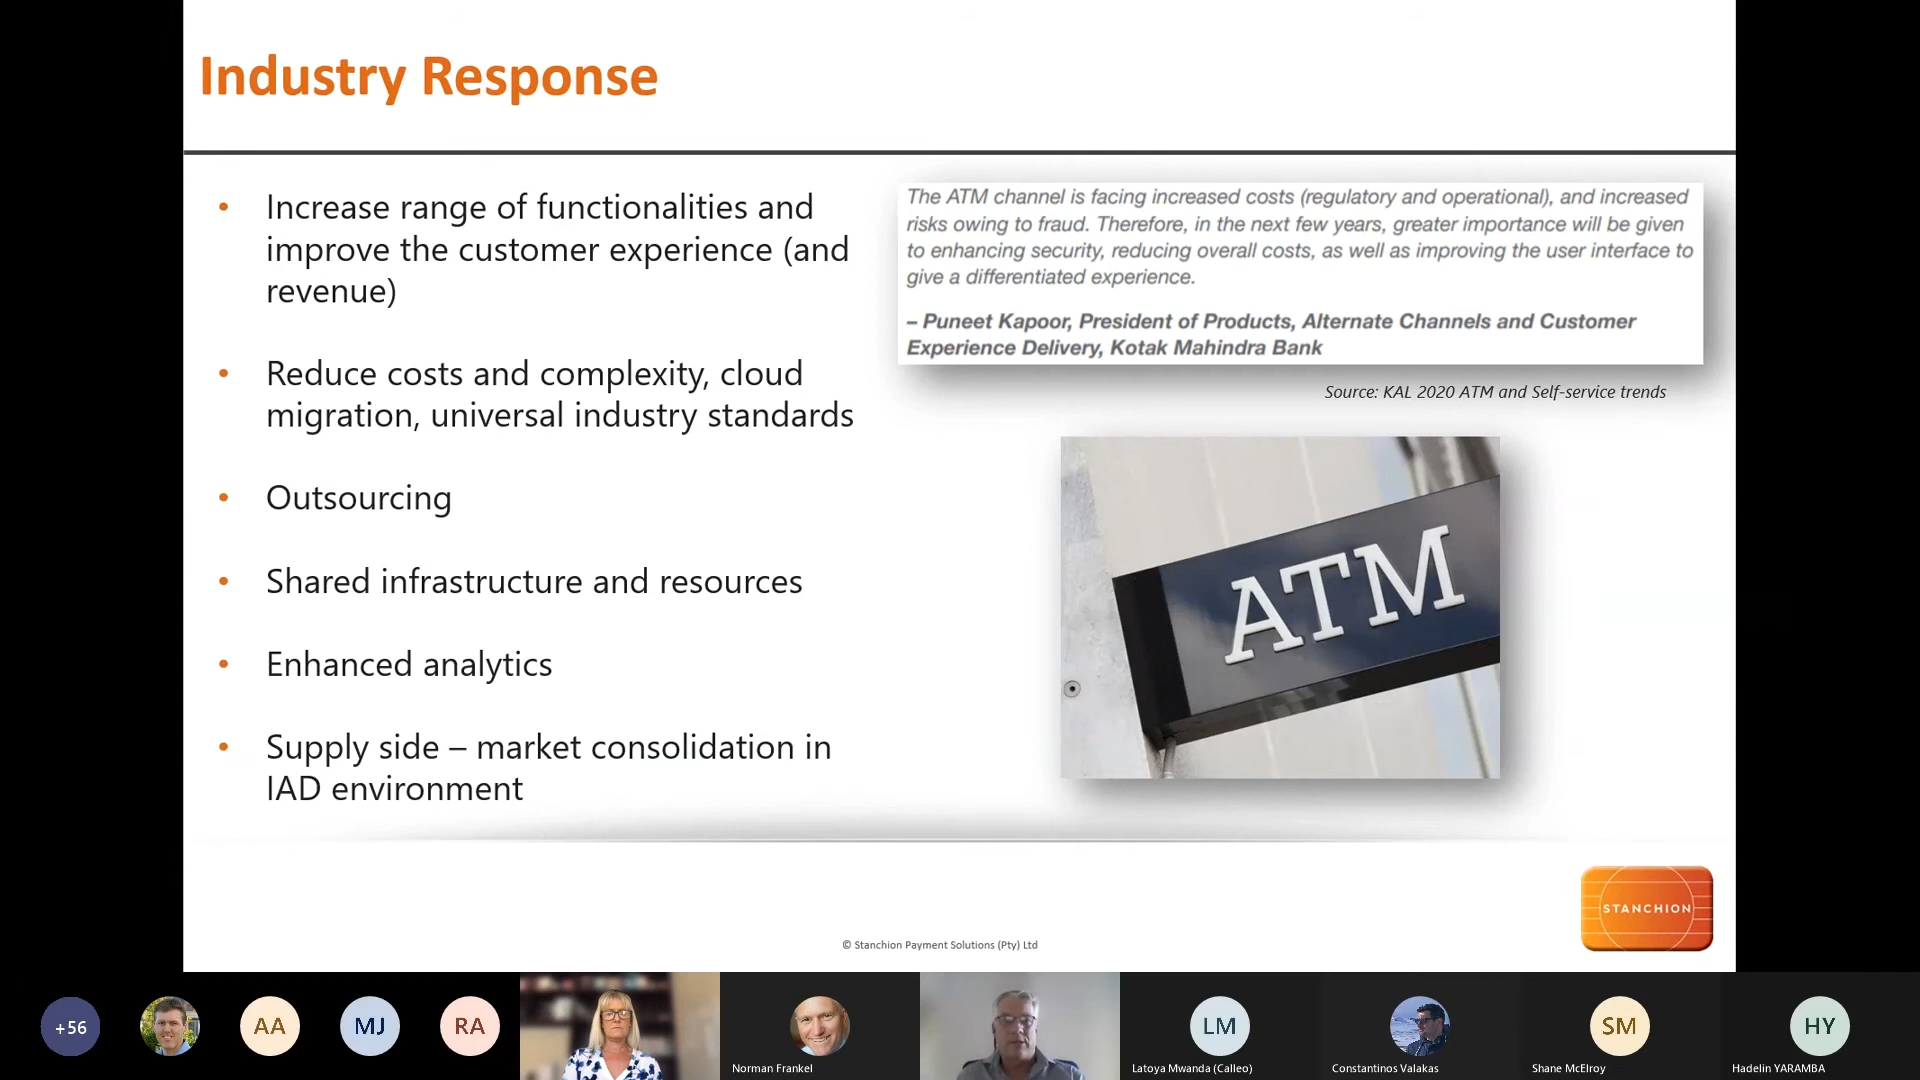 Industry Response
• Increase range of functionalities and
improve the customer experience (and
revenue)
• Reduce costs and complexity, cloud
migration, universal industry standards
• Outsourcing
• Shared infrastructure and resources
• Enhanced analytics
• Supply side – market consolidation in
IAD environment
The ATM channel is facing increased costs (regulatory and operational), and increased
risks owing to fraud. Therefore, in the next few years, greater importance will be given
to enhancing security, reducing overall costs, as well as improving the user interface to
give a differentiated experience.
– Puneet Kapoor, President of Products, Alternate Channels and Customer
Experience Delivery, Kotak Mahindra Bank
Source: KAL 2020 ATM and Self-service trends
ATM
STANCHION
© Stanchion Payment Solutions (Pty) Ltd
+56
AA
MJ
RA
Norman Frankel
LM
Latoya Mwanda (Calleo)
Constantinos Valakas
SM
Shane McElroy
HY
Hadelin YARAMBA